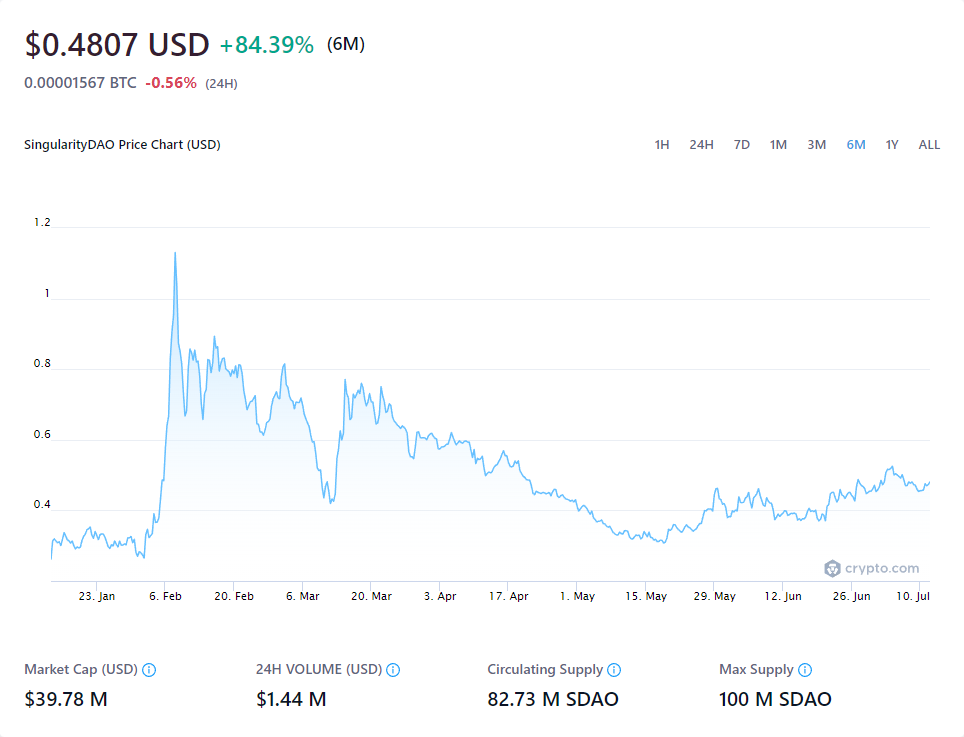 $0.4807 USD +84.39% (6M)
0.00001567 BTC -0.56% (24H)
SingularityDAO Price Chart (USD) 1H 24H 7D 1M 3M 6M 1Y ALL
1.2
1
0.8
0.6
0.4
crypto.com
23. Jan 6. Feb 20. Feb 6. Mar 20. Mar 3. Apr 17. Apr 1. May 15. May 29. May 12. Jun 26. Jun 10. Jul
Market Cap (USD) 24H VOLUME (USD) Circulating Supply Max Supply
$39.78 M $1.44 M 82.73 M SDAO 100 M SDAO